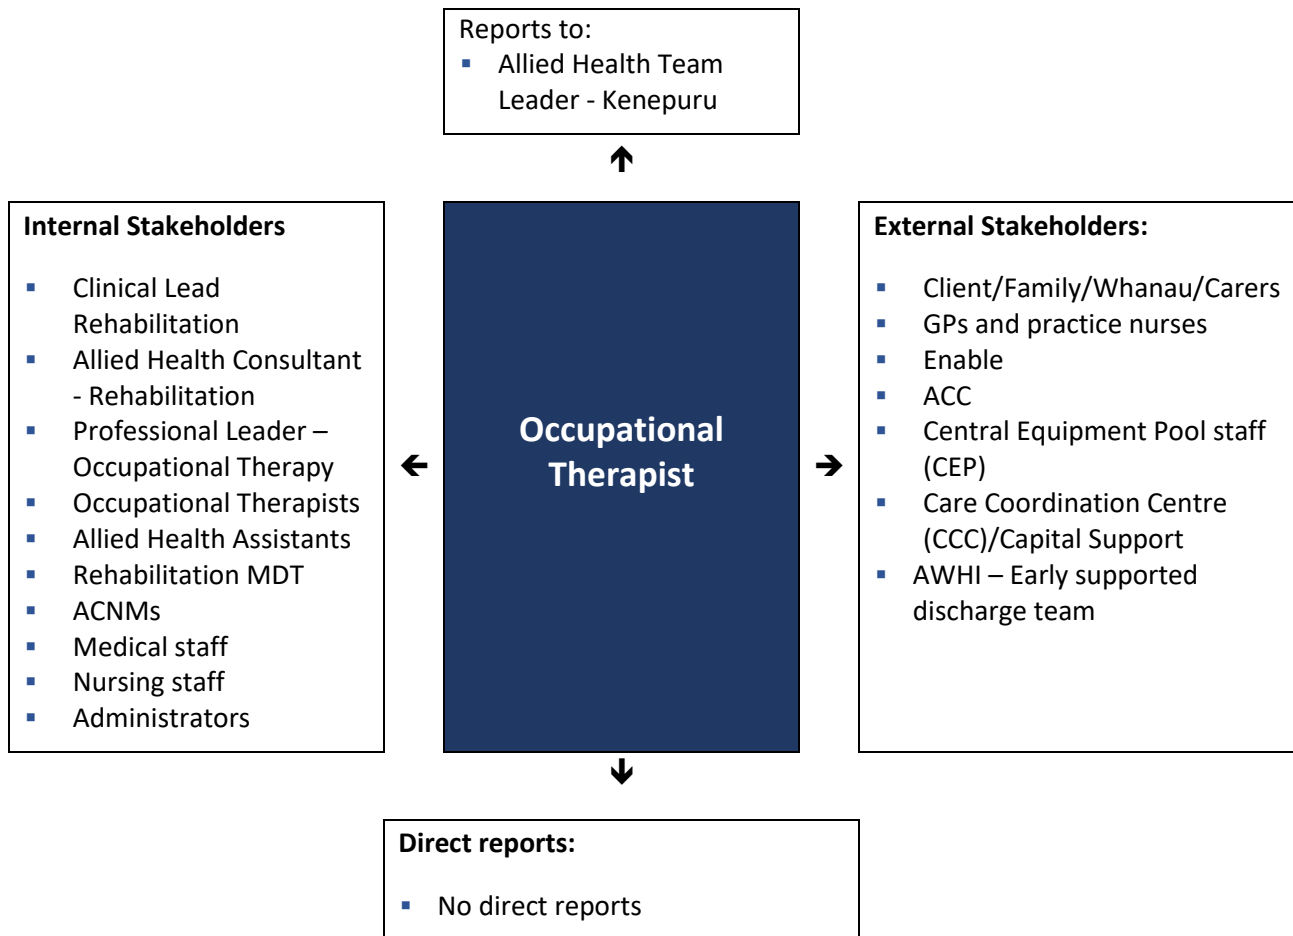 Reports to:
▪ Allied Health Team
Leader - Kenepuru
🡩
Internal Stakeholders
▪ Clinical Lead
Rehabilitation
▪ Allied Health Consultant
- Rehabilitation
▪ Professional Leader –
Occupational Therapy
▪ Occupational Therapists
▪ Allied Health Assistants
▪ Rehabilitation MDT
▪ ACNMs
▪ Medical staff
▪ Nursing staff
▪ Administrators
🡨
Occupational
Therapist
🡪
External Stakeholders:
▪ Client/Family/Whanau/Carers
▪ GPs and practice nurses
▪ Enable
▪ ACC
▪ Central Equipment Pool staff
(CEP)
▪ Care Coordination Centre
(CCC)/Capital Support
▪ AWHI – Early supported
discharge team
🡫
Direct reports:
▪ No direct reports